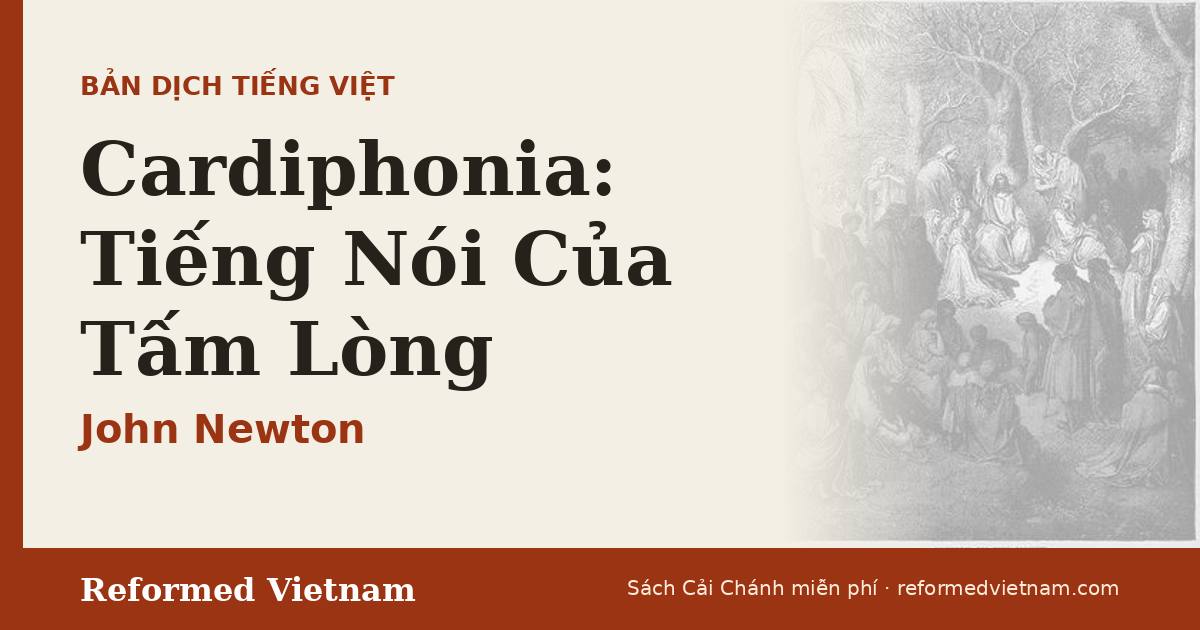 BẢN DỊCH TIẾNG VIỆT
Cardiphonia:
Tiếng Nói Của
Tấm Lòng
John Newton
Reformed Vietnam
Sách Cải Chánh miễn phí · reformedvietnam.com